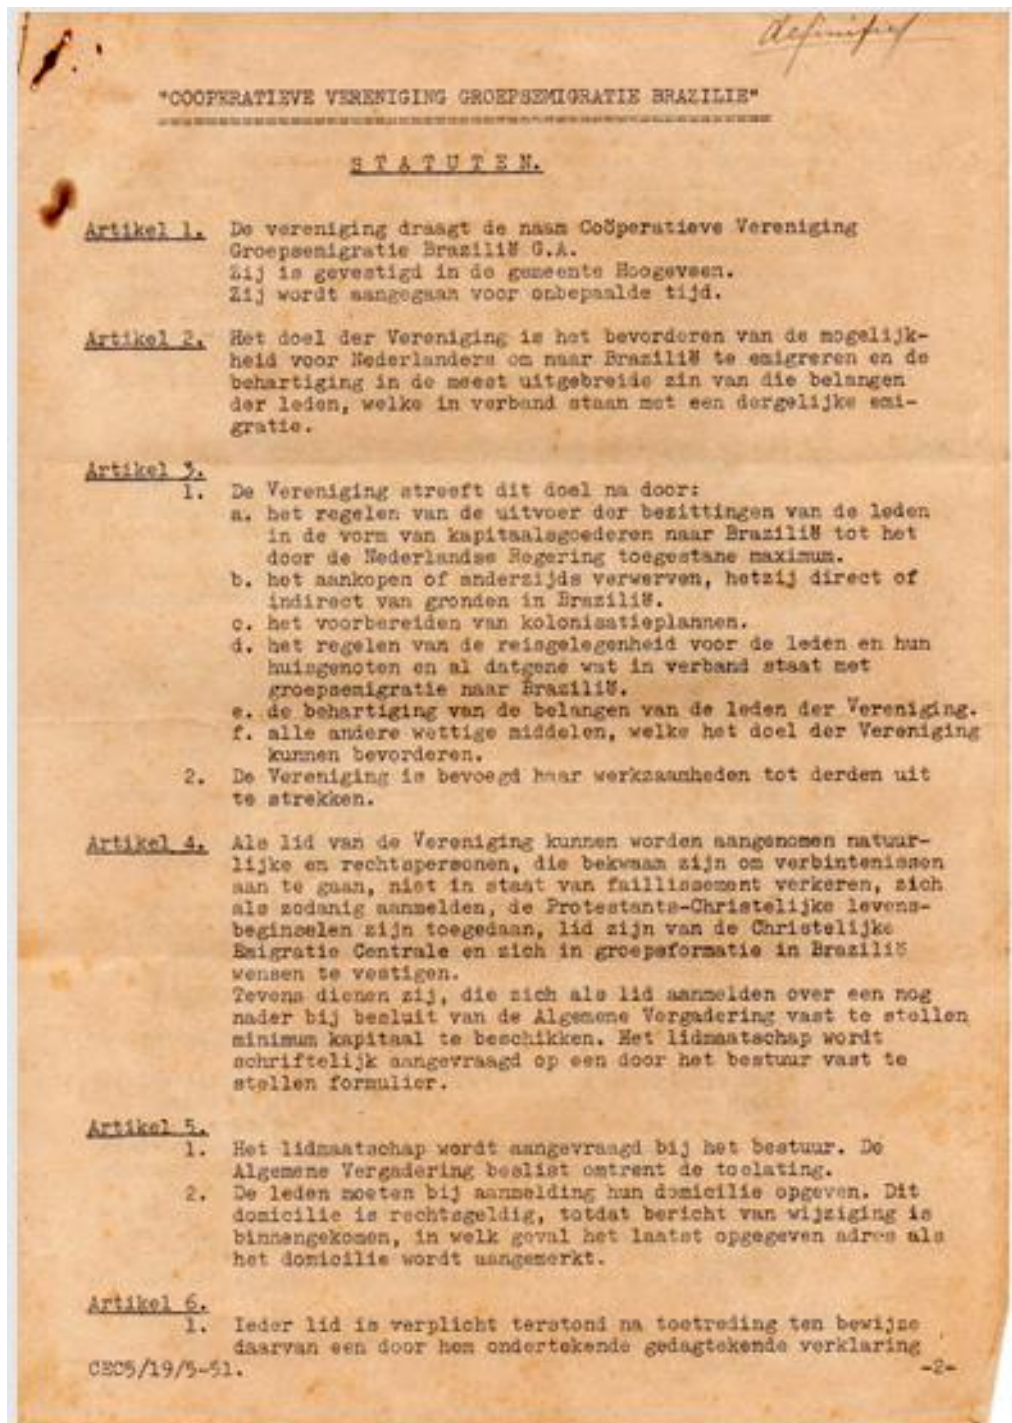 definitief
"COOPERATIEVE VERENIGING GROEPSEMIGRATIE BRAZILIE"
STATUTEN.
Artikel 1. De vereniging draagt de naam Coöperatieve Vereniging
Groepsemigratie Brazilië G.A.
Zij is gevestigd in de gemeente Hoogeveen.
Zij wordt aangegaan voor onbepaalde tijd.
Artikel 2. Het doel der Vereniging is het bevorderen van de mogelijk-
heid voor Nederlanders om naar Brazilië te emigreren en de
behartiging in de meest uitgebreide zin van die belangen
der leden, welke in verband staan met een dergelijke emi-
gratie.
Artikel 3.
1. De Vereniging streeft dit doel na door:
a. het regelen van de uitvoer der bezittingen van de leden
in de vorm van kapitaalsgoederen naar Brazilië tot het
door de Nederlandse Regering toegestane maximum.
b. het aankopen of anderzijds verwerven, hetzij direct of
indirect van gronden in Brazilië.
c. het voorbereiden van kolonisatieplannen.
d. het regelen van de reisgelegenheid voor de leden en hun
huisgenoten en al datgene wat in verband staat met
groepsemigratie naar Brazilië.
e. de behartiging van de belangen van de leden der Vereniging.
f. alle andere wettige middelen, welke het doel der Vereniging
kunnen bevorderen.
2. De Vereniging is bevoegd haar werkzaamheden tot derden uit
te strekken.
Artikel 4. Als lid van de Vereniging kunnen worden aangenomen natuur-
lijke en rechtspersonen, die bekwaam zijn om verbintenissen
aan te gaan, niet in staat van faillissement verkeren, zich
als zodanig aanmelden, de Protestants-Christelijke levens-
beginselen zijn toegedaan, lid zijn van de Christelijke
Emigratie Centrale en zich in groepsformatie in Brazilië
wensen te vestigen.
Tevens dienen zij, die zich als lid aanmelden over een nog
nader bij besluit van de Algemene Vergadering vast te stellen
minimum kapitaal te beschikken. Het lidmaatschap wordt
schriftelijk aangevraagd op een door het bestuur vast te
stellen formulier.
Artikel 5.
1. Het lidmaatschap wordt aangevraagd bij het bestuur. De
Algemene Vergadering beslist omtrent de toelating.
2. De leden moeten bij aanmelding hun domicilie opgeven. Dit
domicilie is rechtsgeldig, totdat bericht van wijziging is
binnengekomen, in welk geval het laatst opgegeven adres als
het domicilie wordt aangemerkt.
Artikel 6.
1. Ieder lid is verplicht terstond na toetreding ten bewijze
daarvan een door hem ondertekende gedagtekende verklaring
CEC5/19/5-51. -2-